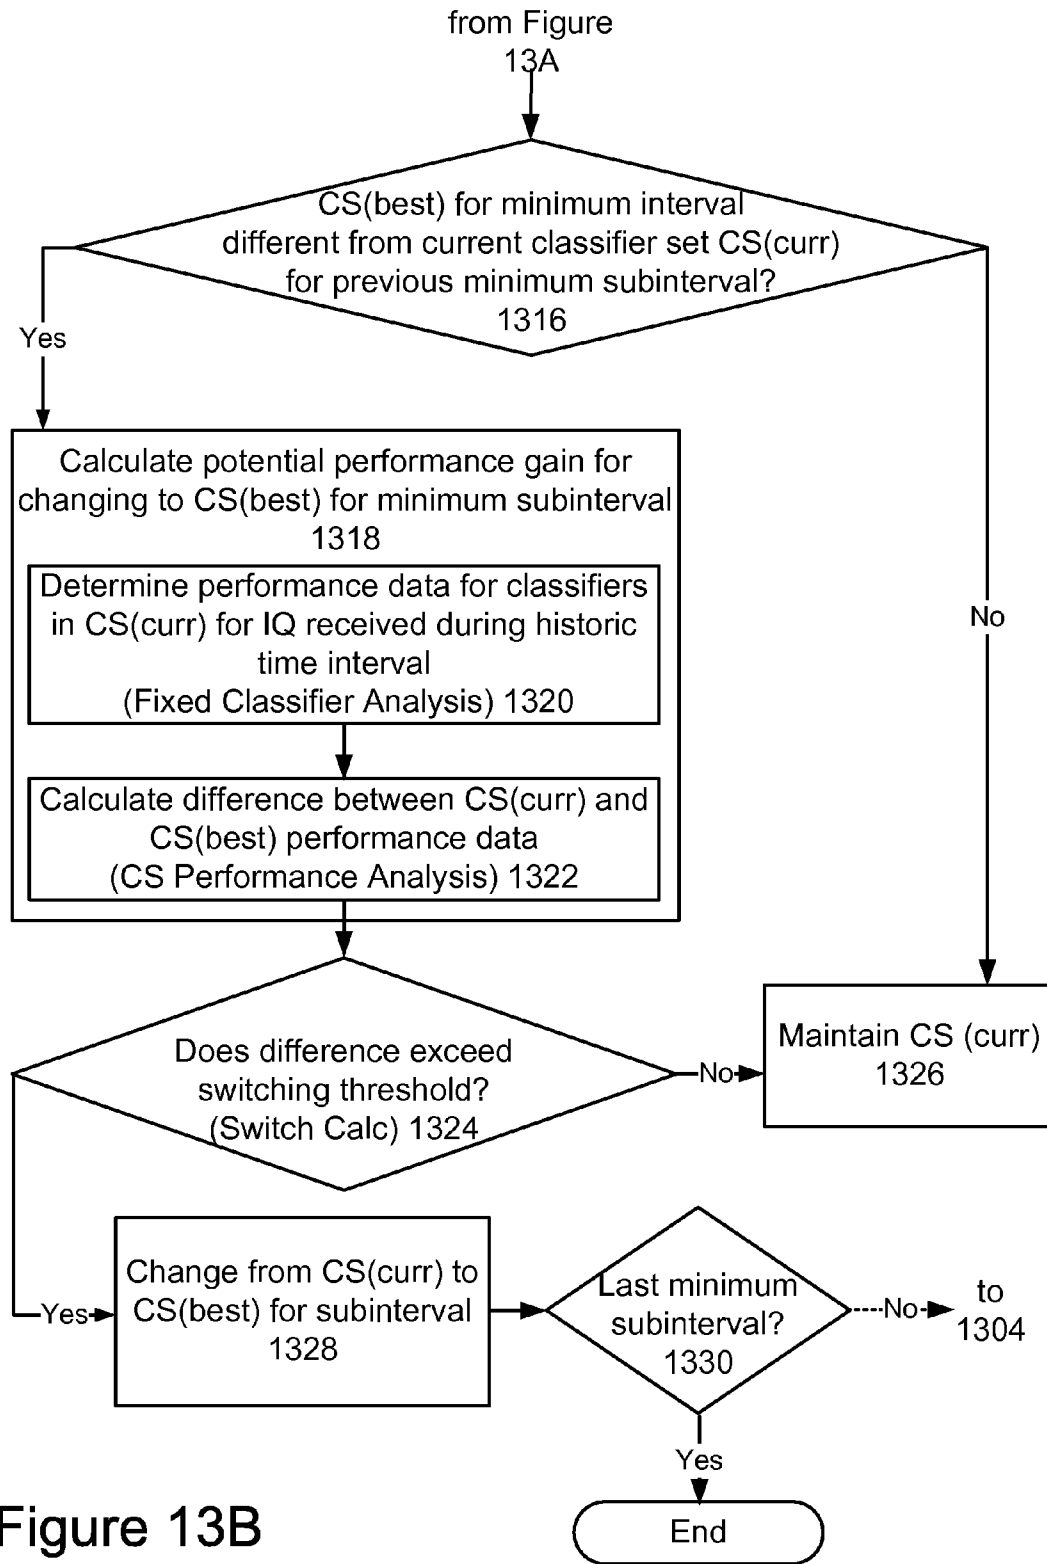 from Figure
13A
CS(best) for minimum interval
different from current classifier set CS(curr)
for previous minimum subinterval?
1316
Yes
No
Calculate potential performance gain for
changing to CS(best) for minimum subinterval
1318
Determine performance data for classifiers
in CS(curr) for IQ received during historic
time interval
(Fixed Classifier Analysis) 1320
Calculate difference between CS(curr) and
CS(best) performance data
(CS Performance Analysis) 1322
Does difference exceed
switching threshold?
(Switch Calc) 1324
No
Maintain CS (curr)
1326
Yes
Change from CS(curr) to
CS(best) for subinterval
1328
Last minimum
subinterval?
1330
No
to
1304
Yes
End
Figure 13B